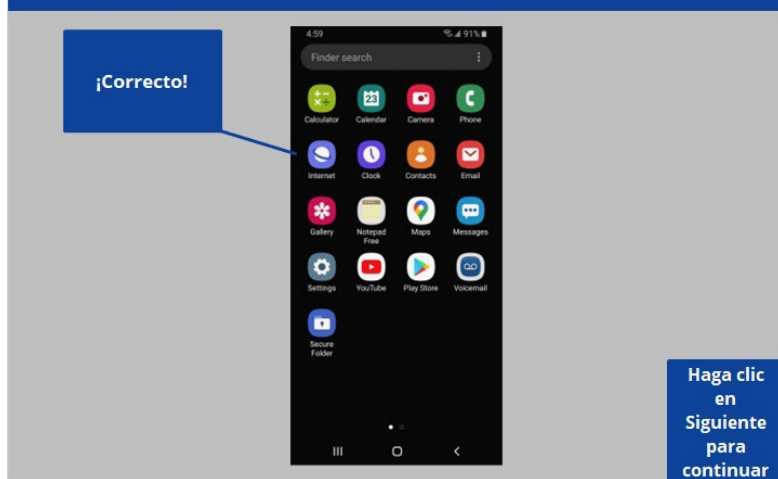 ¡Correcto!
4:59 91%
Finder search
Calculator Calendar Camera Phone
23
Internet Clock Contacts Email
Gallery Notepad Free Maps Messages
Settings YouTube Play Store Voicemail
Secure Folder
Haga clic
en
Siguiente
para
continuar